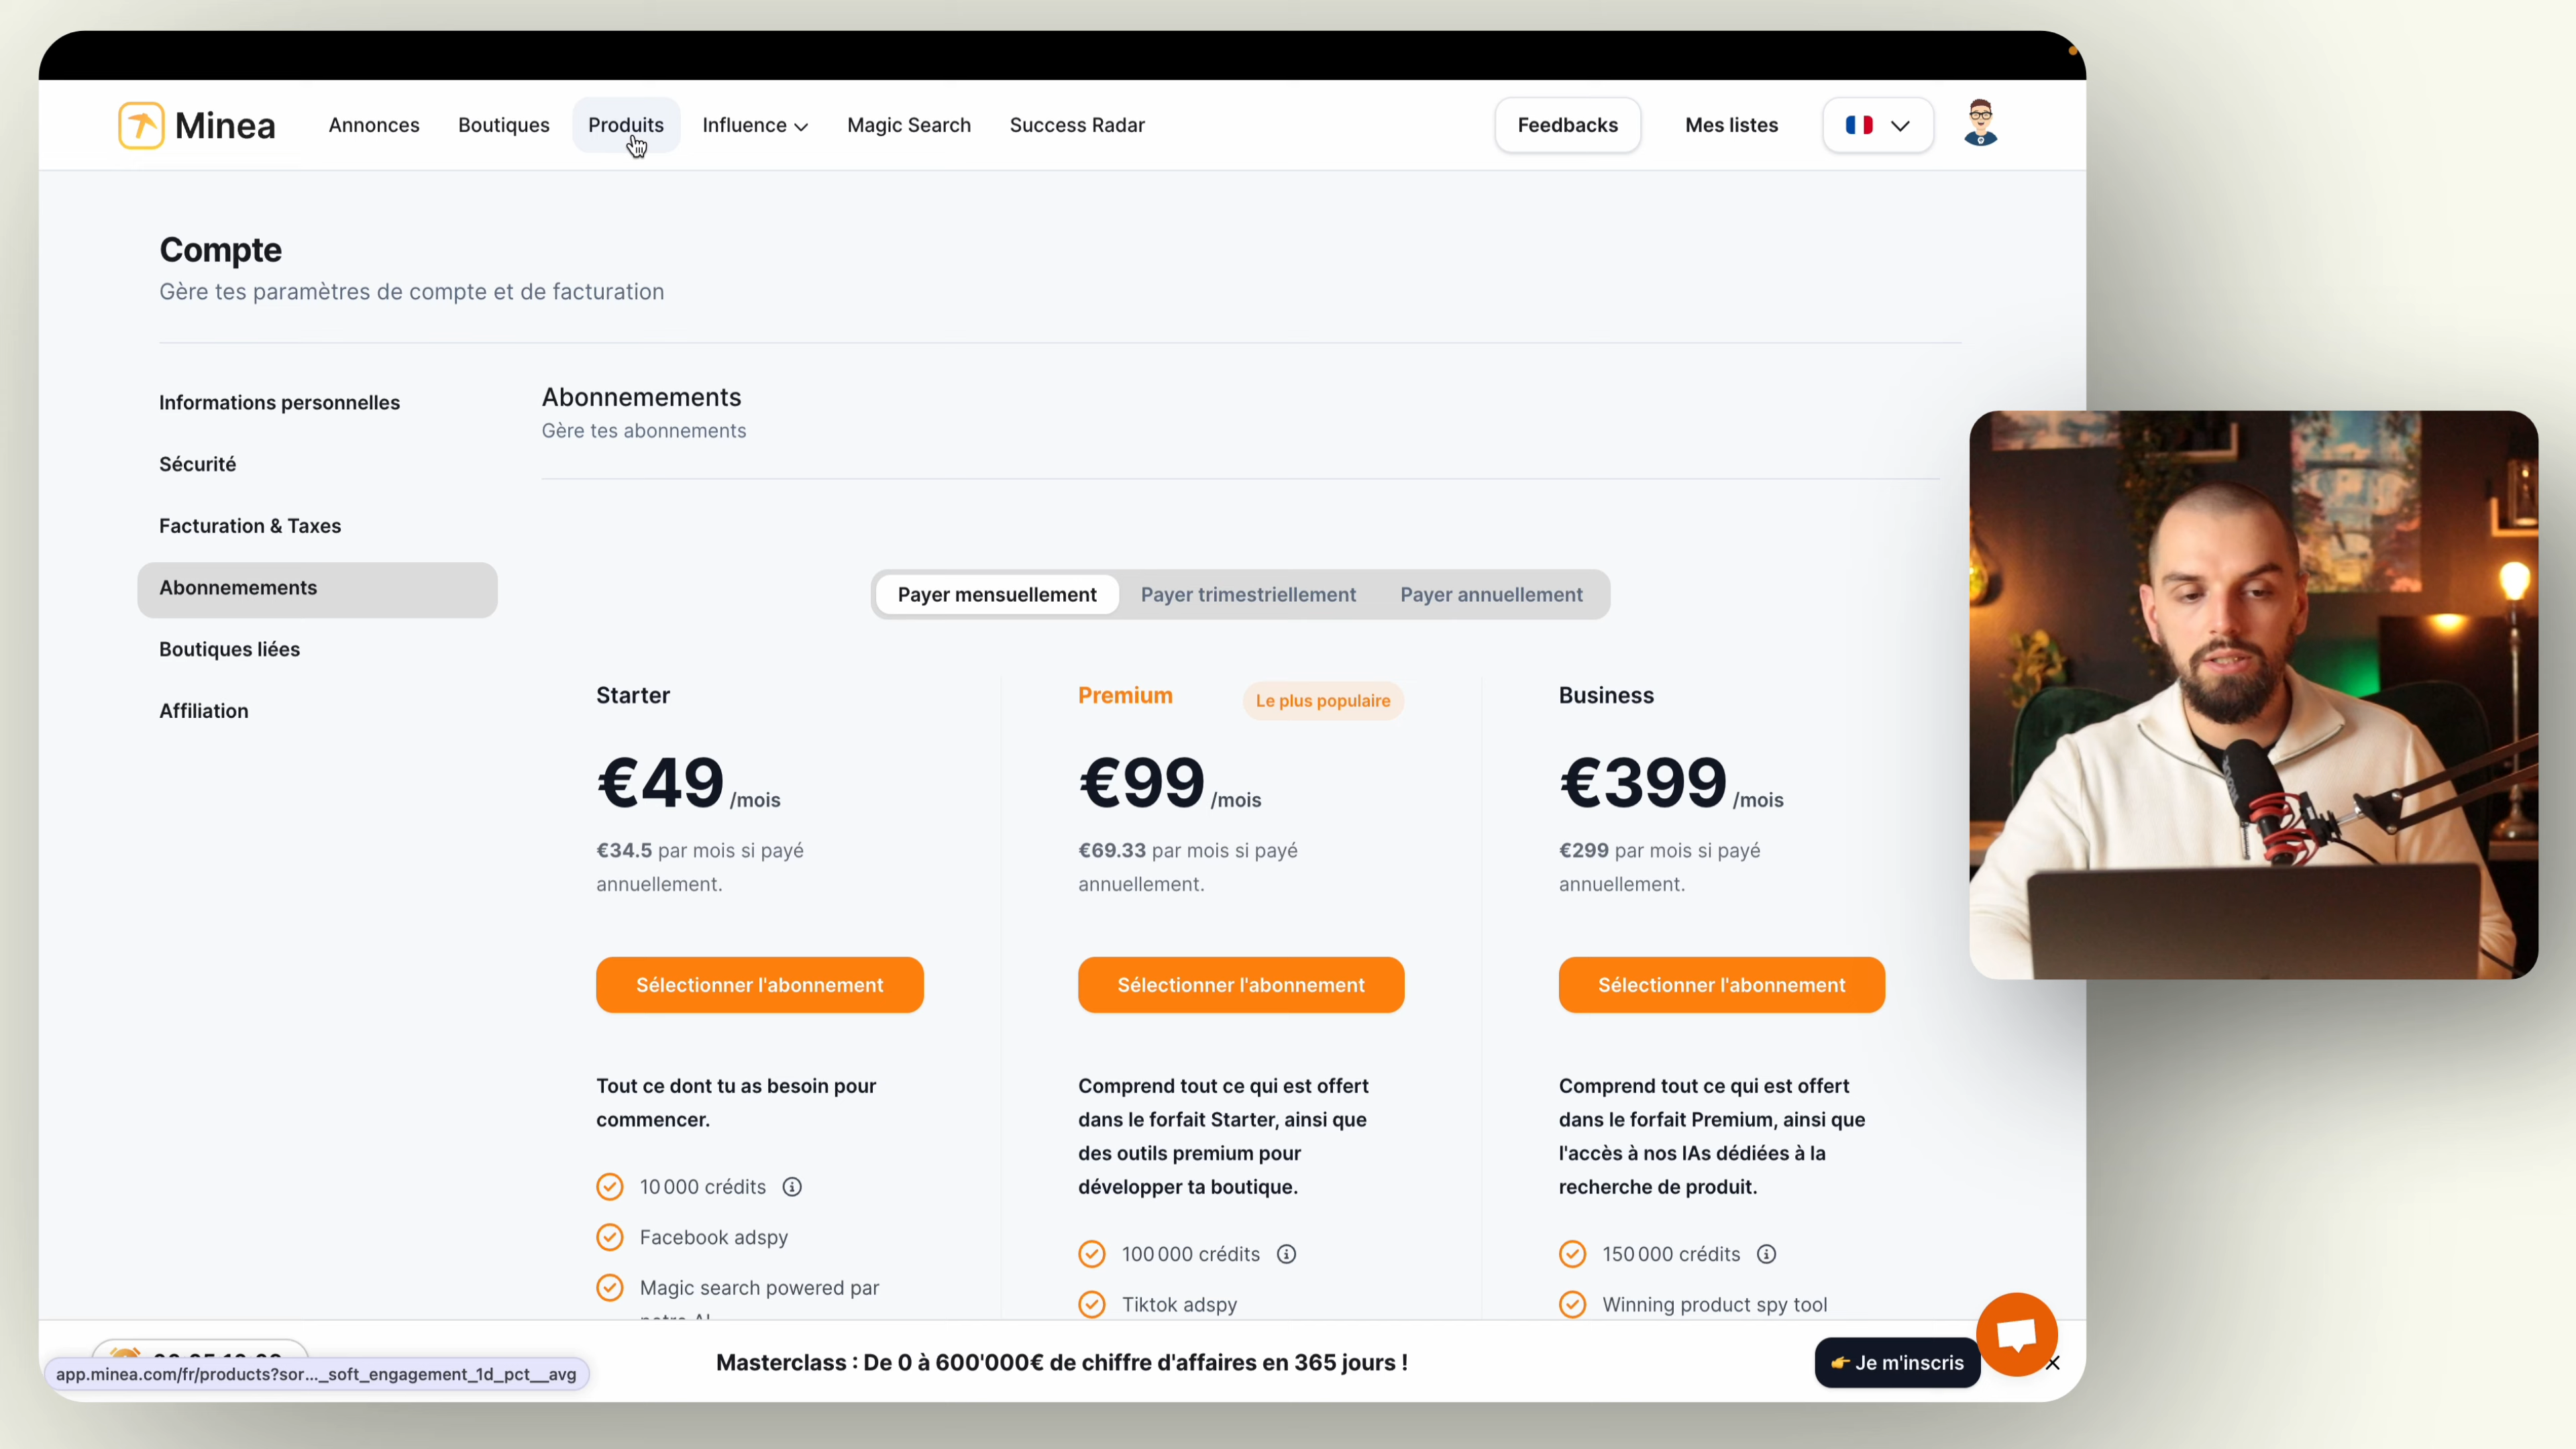 Minea
Annonces
Boutiques
Produits
Influence
Magic Search
Success Radar
Feedbacks
Mes listes
Compte
Gère tes paramètres de compte et de facturation
Informations personnelles
Sécurité
Facturation & Taxes
Abonnemements
Boutiques liées
Affiliation
Abonnemements
Gère tes abonnements
Payer mensuellement
Payer trimestriellement
Payer annuellement
Starter
€49 /mois
€34.5 par mois si payé
annuellement.
Sélectionner l'abonnement
Tout ce dont tu as besoin pour
commencer.
10 000 crédits
Facebook adspy
Magic search powered par
Premium
Le plus populaire
€99 /mois
€69.33 par mois si payé
annuellement.
Sélectionner l'abonnement
Comprend tout ce qui est offert
dans le forfait Starter, ainsi que
des outils premium pour
développer ta boutique.
100 000 crédits
Tiktok adspy
Business
€399 /mois
€299 par mois si payé
annuellement.
Sélectionner l'abonnement
Comprend tout ce qui est offert
dans le forfait Premium, ainsi que
l'accès à nos IAs dédiées à la
recherche de produit.
150 000 crédits
Winning product spy tool
Masterclass : De 0 à 600'000€ de chiffre d'affaires en 365 jours !
Je m'inscris
app.minea.com/fr/products?sor..._soft_engagement_1d_pct__avg